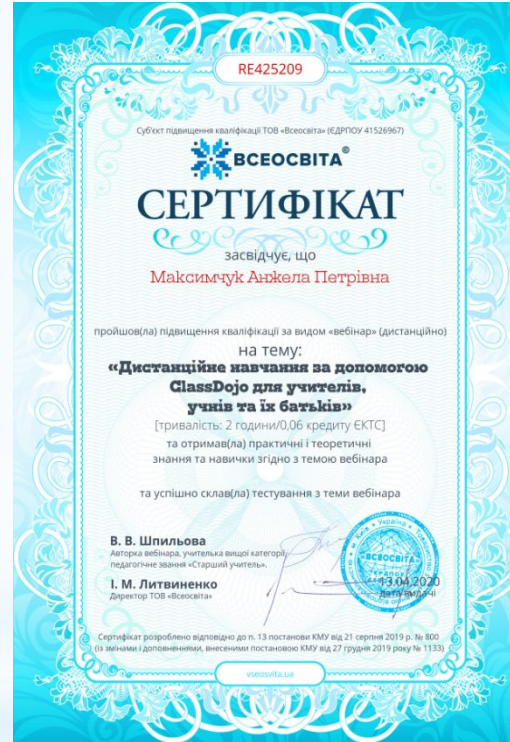 RE425209
Суб'єкт підвищення кваліфікації ТОВ «Всеосвіта» (ЄДРПОУ 41526967)
ВСЕОСВІТА®
СЕРТИФІКАТ
засвідчує, що
Максимчук Анжела Петрівна
пройшов(ла) підвищення кваліфікації за видом «вебінар» (дистанційно)
на тему:
«Дистанційне навчання за допомогою
ClassDojo для учителів,
учнів та їх батьків»
[тривалість: 2 години/0,06 кредиту ЄКТС]
та отримав(ла) практичні і теоретичні
знання та навички згідно з темою вебінара
та успішно склав(ла) тестування з теми вебінара
В. В. Шпильова
Авторка вебінара, учителька вищої категорії,
педагогічне звання «Старший учитель».
І. М. Литвиненко
Директор ТОВ «Всеосвіта»
Україна
м. Київ
«ВСЕОСВІТА»
13.04.2020
дата видачі
Сертифікат розроблено відповідно до п. 13 постанови КМУ від 21 серпня 2019 р. № 800
(із змінами і доповненнями, внесеними постановою КМУ від 27 грудня 2019 року № 1133)
vseosvita.ua